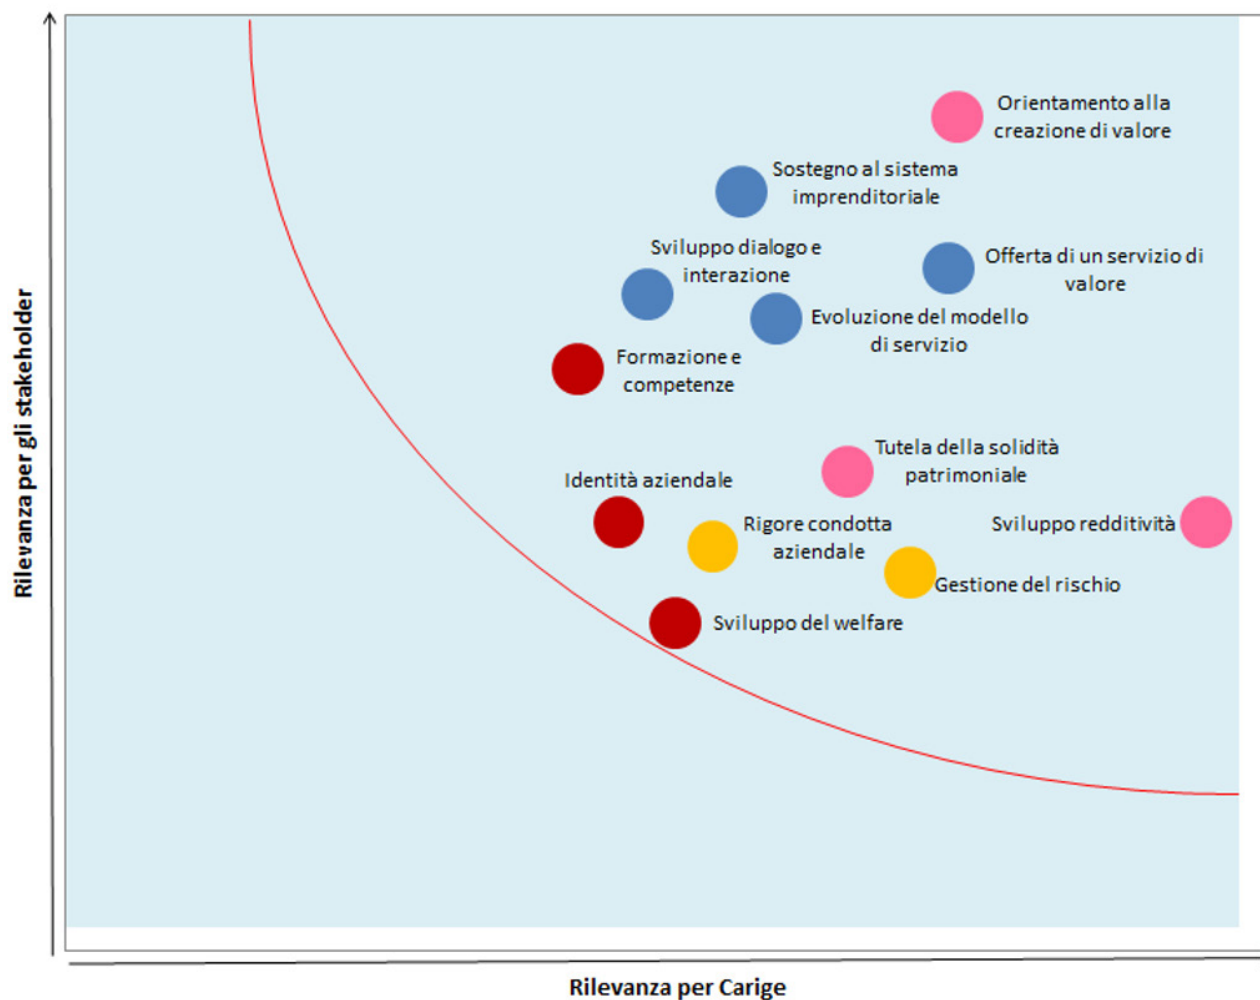 Rilevanza per gli stakeholder
Orientamento alla
creazione di valore
Sostegno al sistema
imprenditoriale
Sviluppo dialogo e
interazione
Offerta di un servizio di
valore
Evoluzione del modello
di servizio
Formazione e
competenze
Tutela della solidità
patrimoniale
Identità aziendale
Rigore condotta
aziendale
Sviluppo redditività
Gestione del rischio
Sviluppo del welfare
Rilevanza per Carige